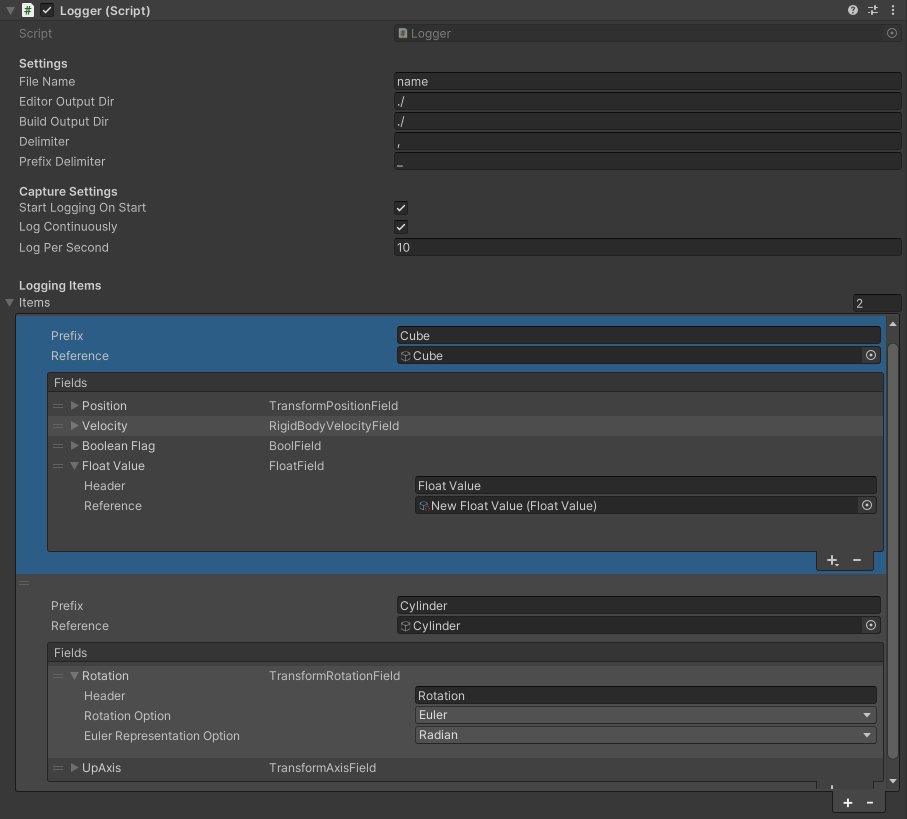 # Logger (Script)
Script # Logger
Settings
File Name name
Editor Output Dir ./
Build Output Dir ./
Delimiter ,
Prefix Delimiter _
Capture Settings
Start Logging On Start
Log Continuously
Log Per Second 10
Logging Items
Items 2
Prefix Cube
Reference Cube
Fields
Position TransformPositionField
Velocity RigidBodyVelocityField
Boolean Flag BoolField
Float Value FloatField
Header Float Value
Reference New Float Value (Float Value)
Prefix Cylinder
Reference Cylinder
Fields
Rotation TransformRotationField
Header Rotation
Rotation Option Euler
Euler Representation Option Radian
UpAxis TransformAxisField